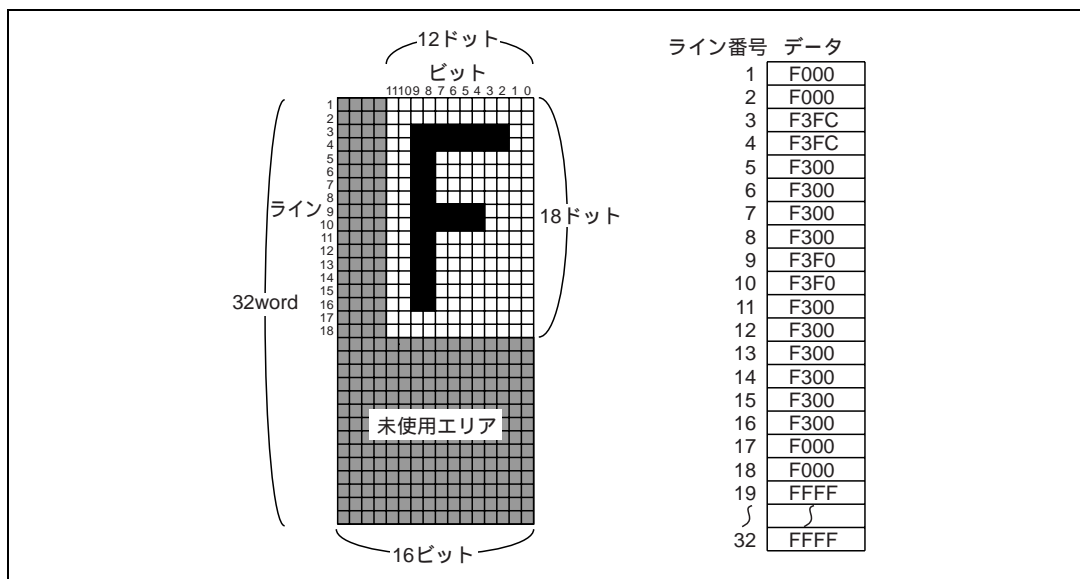 12ドット
ビット
11 10 9 8 7 6 5 4 3 2 1 0
1
2
3
4
5
6
7
8
9
10
11
12
13
14
15
16
17
18
ライン
32word
18ドット
未使用エリア
16ビット
ライン番号 データ
1 F000
2 F000
3 F3FC
4 F3FC
5 F300
6 F300
7 F300
8 F300
9 F3F0
10 F3F0
11 F300
12 F300
13 F300
14 F300
15 F300
16 F300
17 F000
18 F000
19 FFFF
32 FFFF